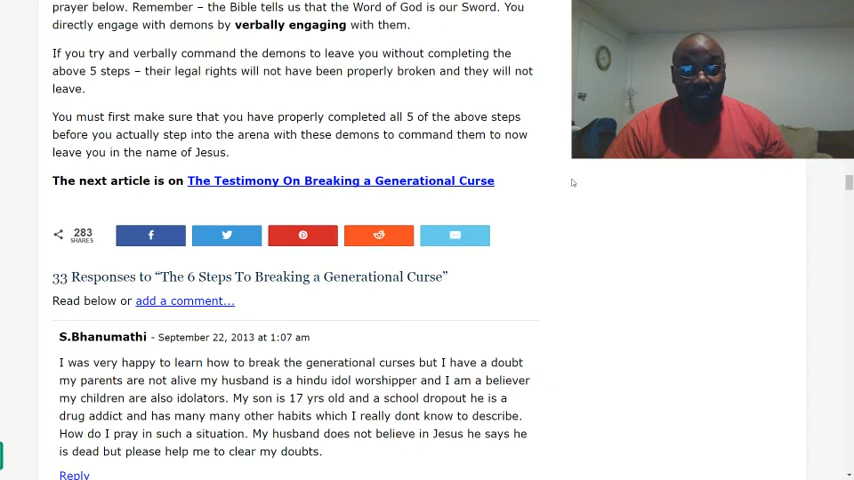 prayer below. Remember – the Bible tells us that the Word of God is our Sword. You
directly engage with demons by verbally engaging with them.
If you try and verbally command the demons to leave you without completing the
above 5 steps – their legal rights will not have been properly broken and they will not
leave.
You must first make sure that you have properly completed all 5 of the above steps
before you actually step into the arena with these demons to command them to now
leave you in the name of Jesus.
The next article is on The Testimony On Breaking a Generational Curse
283
SHARES
33 Responses to “The 6 Steps To Breaking a Generational Curse”
Read below or add a comment...
S.Bhanumathi - September 22, 2013 at 1:07 am
I was very happy to learn how to break the generational curses but I have a doubt
my parents are not alive my husband is a hindu idol worshipper and I am a believer
my children are also idolators. My son is 17 yrs old and a school dropout he is a
drug addict and has many many other habits which I really dont know to describe.
How do I pray in such a situation. My husband does not believe in Jesus he says he
is dead but please help me to clear my doubts.
Reply